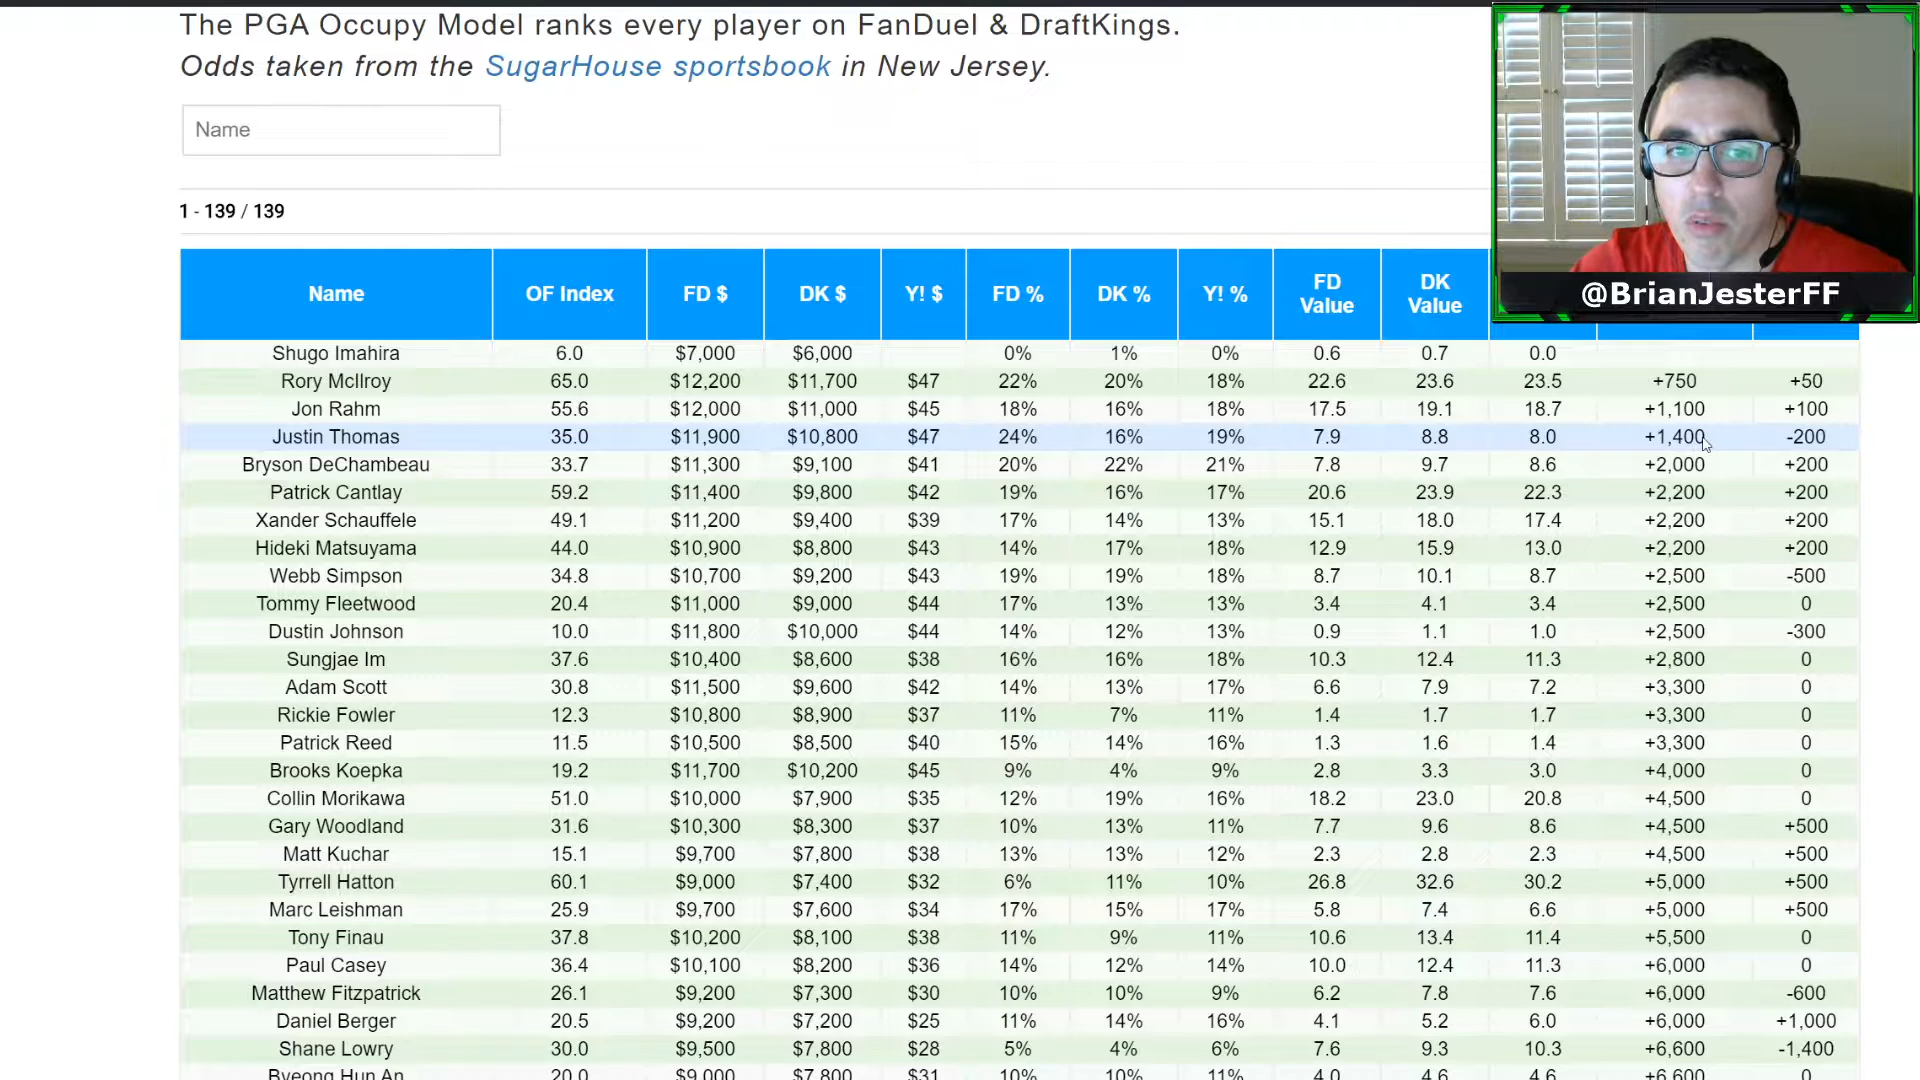 The PGA Occupy Model ranks every player on FanDuel & DraftKings.
Odds taken from the SugarHouse sportsbook in New Jersey.
Name
1 - 139 / 139
@BrianJesterFF
Name OF Index FD $ DK $ Y! $ FD % DK % Y! % FD Value DK Value
Shugo Imahira 6.0 $7,000 $6,000 0% 1% 0% 0.6 0.7 0.0
Rory McIlroy 65.0 $12,200 $11,700 $47 22% 20% 18% 22.6 23.6 23.5 +750 +50
Jon Rahm 55.6 $12,000 $11,000 $45 18% 16% 18% 17.5 19.1 18.7 +1,100 +100
Justin Thomas 35.0 $11,900 $10,800 $47 24% 16% 19% 7.9 8.8 8.0 +1,400 -200
Bryson DeChambeau 33.7 $11,300 $9,100 $41 20% 22% 21% 7.8 9.7 8.6 +2,000 +200
Patrick Cantlay 59.2 $11,400 $9,800 $42 19% 16% 17% 20.6 23.9 22.3 +2,200 +200
Xander Schauffele 49.1 $11,200 $9,400 $39 17% 14% 13% 15.1 18.0 17.4 +2,200 +200
Hideki Matsuyama 44.0 $10,900 $8,800 $43 14% 17% 18% 12.9 15.9 13.0 +2,200 +200
Webb Simpson 34.8 $10,700 $9,200 $43 19% 19% 18% 8.7 10.1 8.7 +2,500 -500
Tommy Fleetwood 20.4 $11,000 $9,000 $44 17% 13% 13% 3.4 4.1 3.4 +2,500 0
Dustin Johnson 10.0 $11,800 $10,000 $44 14% 12% 13% 0.9 1.1 1.0 +2,500 -300
Sungjae Im 37.6 $10,400 $8,600 $38 16% 16% 18% 10.3 12.4 11.3 +2,800 0
Adam Scott 30.8 $11,500 $9,600 $42 14% 13% 17% 6.6 7.9 7.2 +3,300 0
Rickie Fowler 12.3 $10,800 $8,900 $37 11% 7% 11% 1.4 1.7 1.7 +3,300 0
Patrick Reed 11.5 $10,500 $8,500 $40 15% 14% 16% 1.3 1.6 1.4 +3,300 0
Brooks Koepka 19.2 $11,700 $10,200 $45 9% 4% 9% 2.8 3.3 3.0 +4,000 0
Collin Morikawa 51.0 $10,000 $7,900 $35 12% 19% 16% 18.2 23.0 20.8 +4,500 0
Gary Woodland 31.6 $10,300 $8,300 $37 10% 13% 11% 7.7 9.6 8.6 +4,500 +500
Matt Kuchar 15.1 $9,700 $7,800 $38 13% 13% 12% 2.3 2.8 2.3 +4,500 +500
Tyrrell Hatton 60.1 $9,000 $7,400 $32 6% 11% 10% 26.8 32.6 30.2 +5,000 +500
Marc Leishman 25.9 $9,700 $7,600 $34 17% 15% 17% 5.8 7.4 6.6 +5,000 +500
Tony Finau 37.8 $10,200 $8,100 $38 11% 9% 11% 10.6 13.4 11.4 +5,500 0
Paul Casey 36.4 $10,100 $8,200 $36 14% 12% 14% 10.0 12.4 11.3 +6,000 0
Matthew Fitzpatrick 26.1 $9,200 $7,300 $30 10% 10% 9% 6.2 7.8 7.6 +6,000 -600
Daniel Berger 20.5 $9,200 $7,200 $25 11% 14% 16% 4.1 5.2 6.0 +6,000 +1,000
Shane Lowry 30.0 $9,500 $7,800 $28 5% 4% 6% 7.6 9.3 10.3 +6,600 -1,400
Byeong Hun An 20.0 $9,000 $7,800 $31 10% 10% 11% 4.0 4.6 4.6 +6,600 0